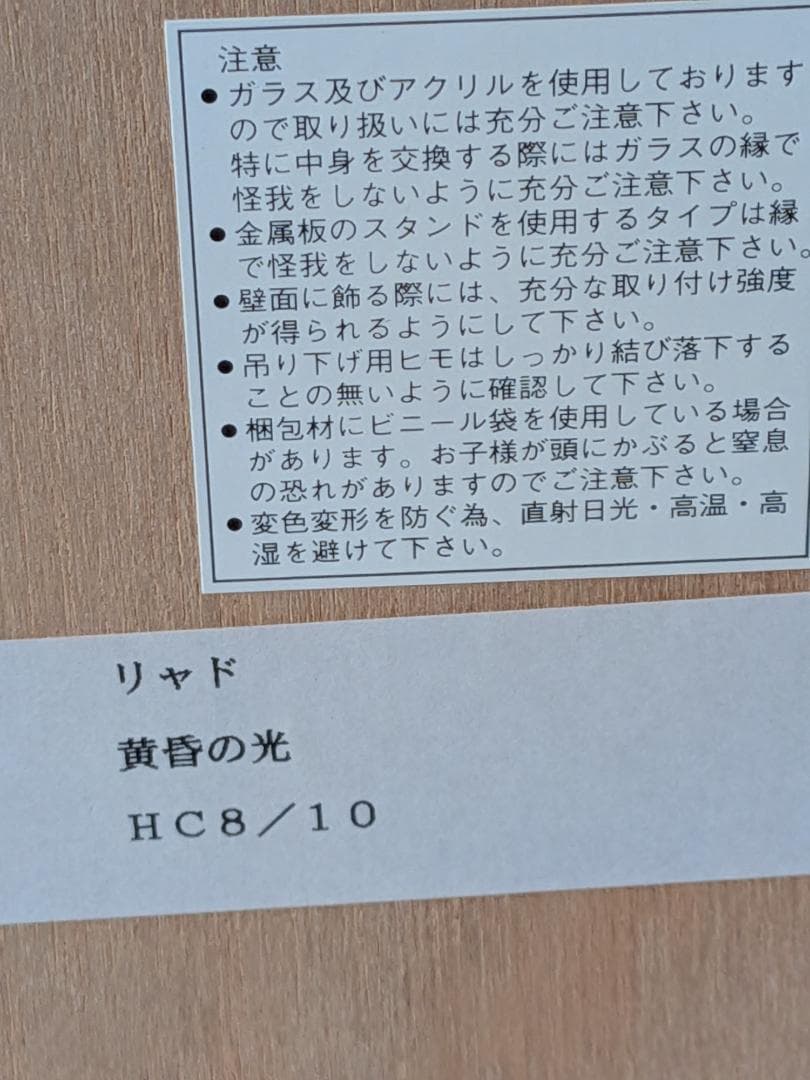 注意
●ガラス及びアクリルを使用しております
ので取り扱いには充分ご注意下さい。
特に中身を交換する際にはガラスの縁で
怪我をしないように充分ご注意下さい。
●金属板のスタンドを使用するタイプは縁
で怪我をしないように充分ご注意下さい。
●壁面に飾る際には、充分な取り付け強度
が得られるようにして下さい。
●吊り下げ用ヒモはしっかり結び落下する
ことの無いように確認して下さい。
●梱包材にビニール袋を使用している場合
があります。お子様が頭にかぶると窒息
の恐れがありますのでご注意下さい。
●変色変形を防ぐ為、直射日光・高温・高
湿を避けて下さい。
リャド
黄昏の光
ＨＣ８／１０